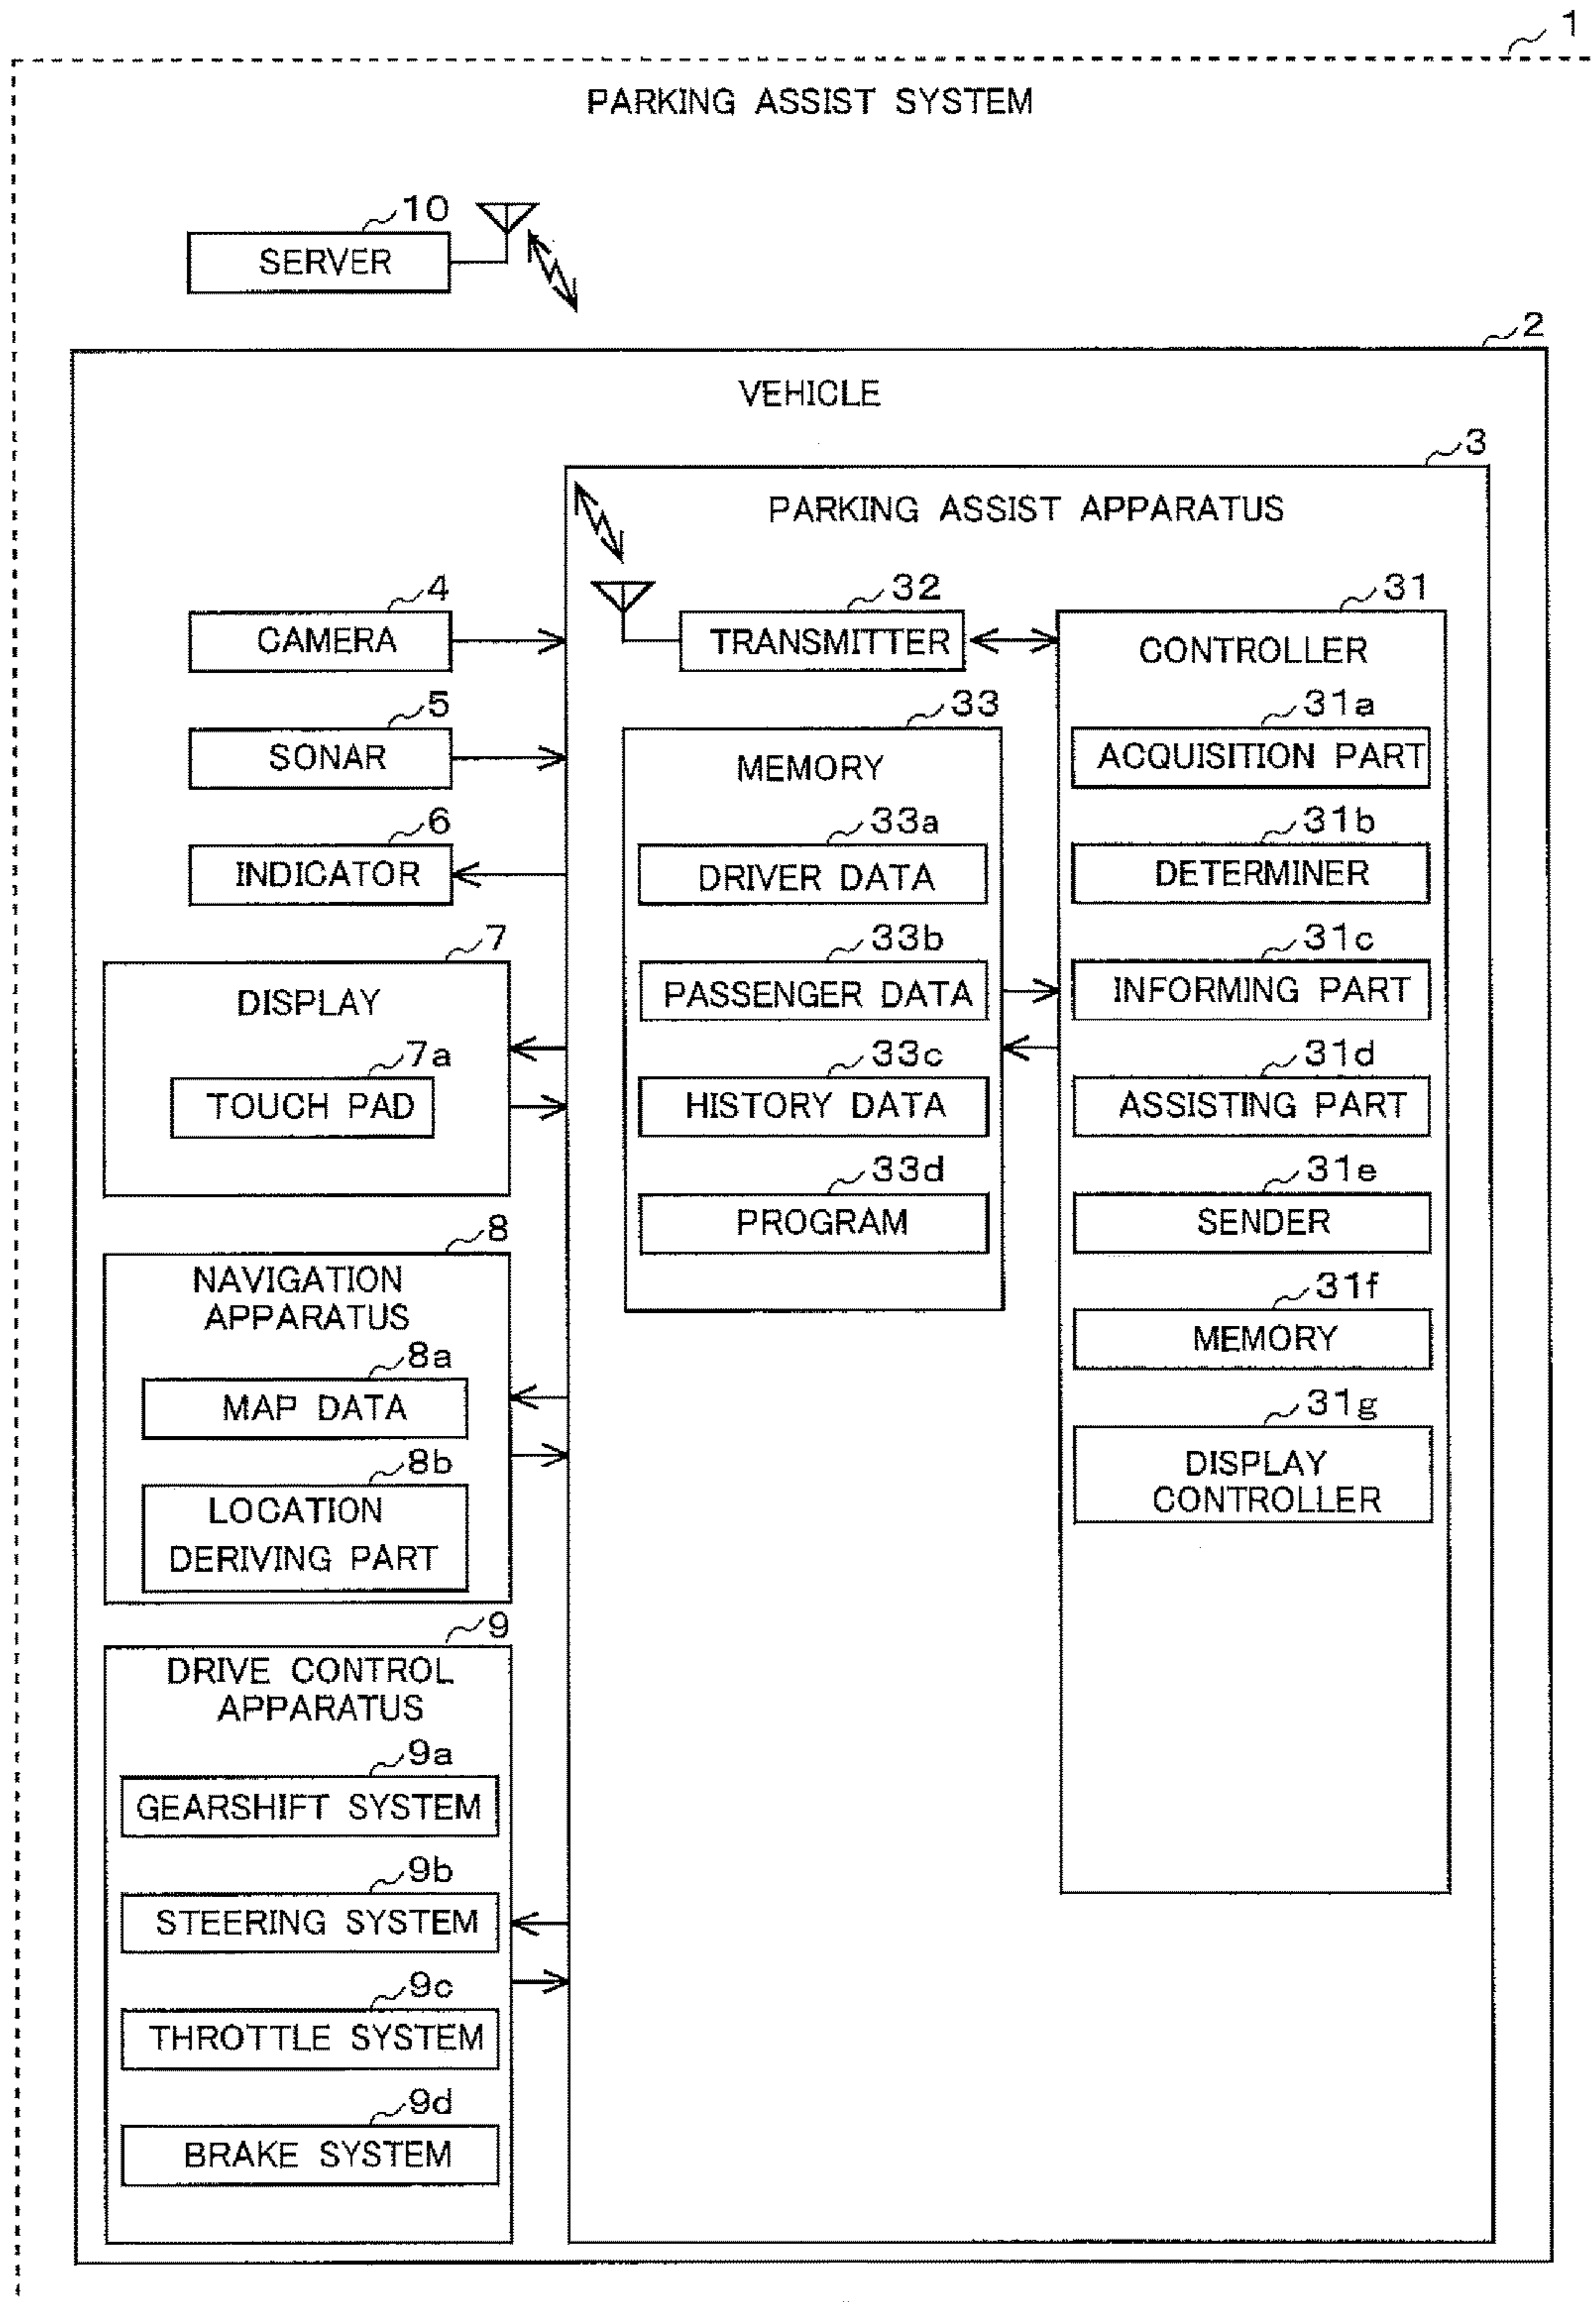 1
PARKING ASSIST SYSTEM
10
SERVER
2
VEHICLE
3
PARKING ASSIST APPARATUS
4
CAMERA
5
SONAR
6
INDICATOR
7
DISPLAY
7a
TOUCH PAD
8
NAVIGATION
APPARATUS
8a
MAP DATA
8b
LOCATION
DERIVING PART
9
DRIVE CONTROL
APPARATUS
9a
GEARSHIFT SYSTEM
9b
STEERING SYSTEM
9c
THROTTLE SYSTEM
9d
BRAKE SYSTEM
32
TRANSMITTER
33
MEMORY
33a
DRIVER DATA
33b
PASSENGER DATA
33c
HISTORY DATA
33d
PROGRAM
31
CONTROLLER
31a
ACQUISITION PART
31b
DETERMINER
31c
INFORMING PART
31d
ASSISTING PART
31e
SENDER
31f
MEMORY
31g
DISPLAY
CONTROLLER